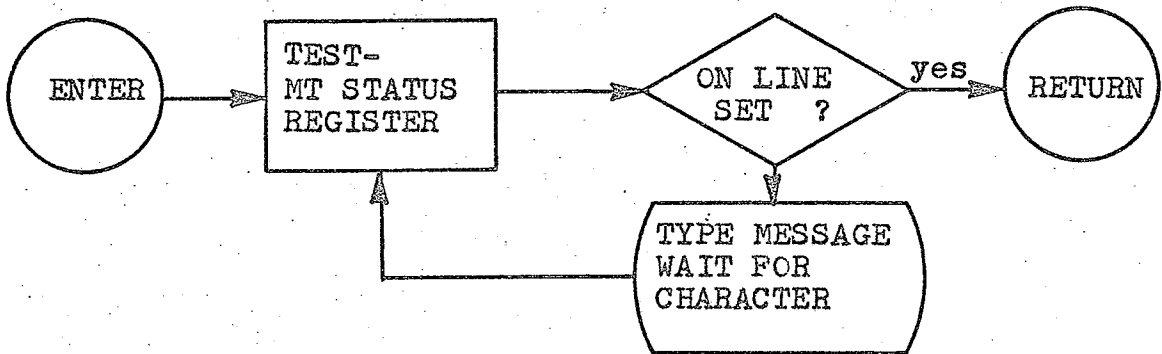 ENTER
TEST-
MT STATUS
REGISTER
ON LINE
SET ?
yes
RETURN
TYPE MESSAGE
WAIT FOR
CHARACTER